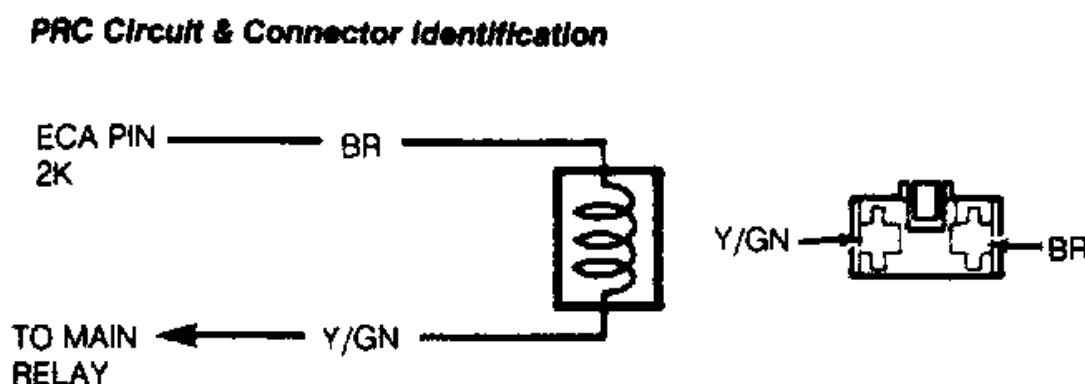 PRC Circuit & Connector Identification
ECA PIN
2K
BR
Y/GN
BR
TO MAIN
RELAY
Y/GN